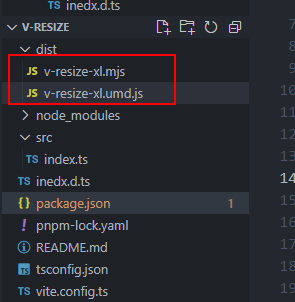 TS index.d.ts
V-RESIZE
dist
JS v-resize-xl.mjs
JS v-resize-xl.umd.js
node_modules
src
TS index.ts
TS inedx.d.ts
{} package.json 1
pnpm-lock.yaml
README.md
tsconfig.json
TS vite.config.ts
7
8
9
10
11
12
13
14
15
16
17
18
19